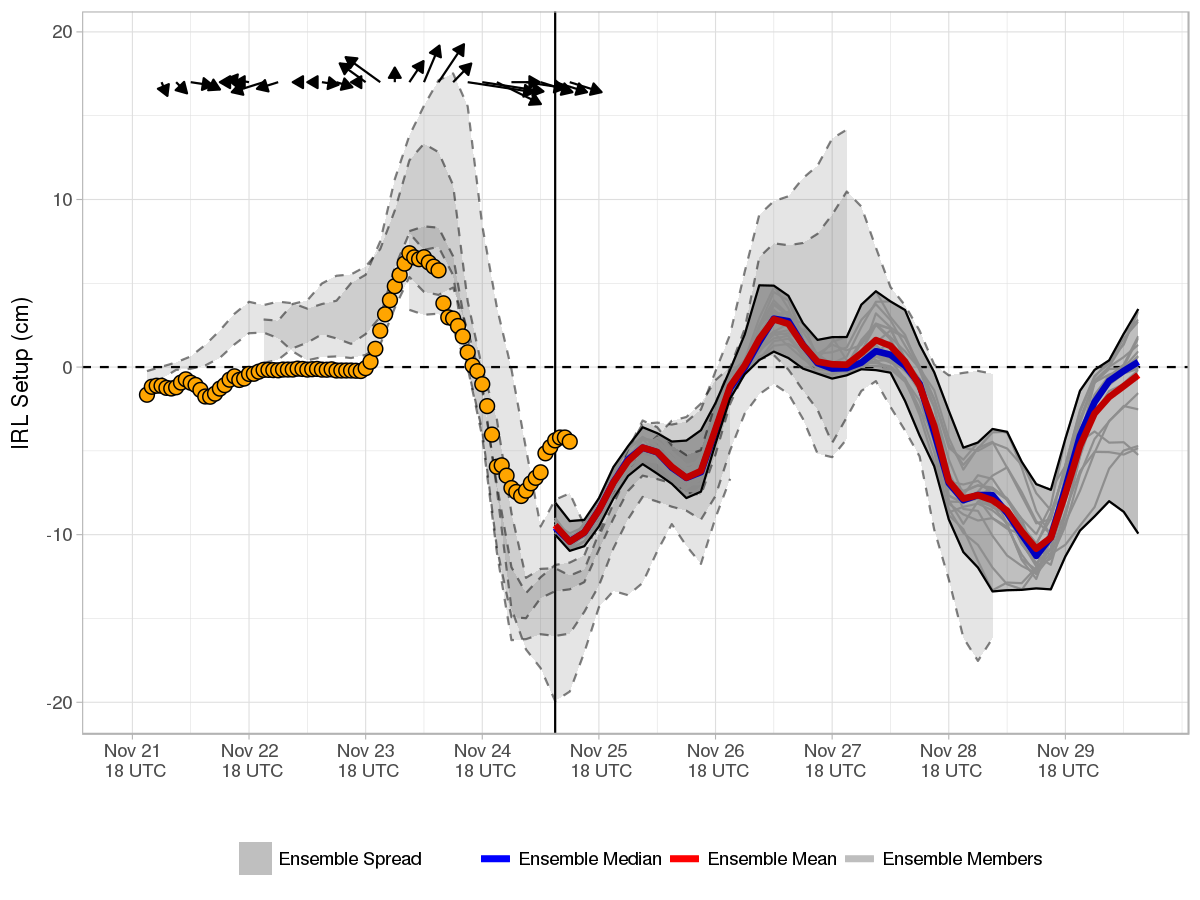 IRL Setup (cm)
20
10
0
-10
-20
Nov 21 Nov 22 Nov 23 Nov 24 Nov 25 Nov 26 Nov 27 Nov 28 Nov 29
18 UTC 18 UTC 18 UTC 18 UTC 18 UTC 18 UTC 18 UTC 18 UTC 18 UTC
Ensemble Spread Ensemble Median Ensemble Mean Ensemble Members